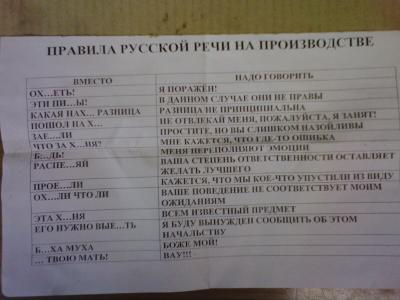 ПРАВИЛА РУССКОЙ РЕЧИ НА ПРОИЗВОДСТВЕ
ВМЕСТО НАДО ГОВОРИТЬ
ОХ…ЕТЬ! Я ПОРАЖЁН!
ЭТИ ПИ…Ы! В ДАННОМ СЛУЧАЕ ОНИ НЕ ПРАВЫ
КАКАЯ НАХ… РАЗНИЦА РАЗНИЦА НЕ ПРИНЦИПИАЛЬНА
ПОШОЛ НА Х… НЕ ОТВЛЕКАЙ МЕНЯ, ПОЖАЛУЙСТА, Я ЗАНЯТ!
ЗАЕ…ЛИ ПРОСТИТЕ, НО ВЫ СЛИШКОМ НАЗОЙЛИВЫ
ЧТО ЗА Х…НЯ? МНЕ КАЖЕТСЯ, ЧТО ГДЕ-ТО ОШИБКА
Б…ДЬ! МЕНЯ ПЕРЕПОЛНЯЮТ ЭМОЦИИ
РАСПЕ…ЯЙ ВАША СТЕПЕНЬ ОТВЕТСТВЕННОСТИ ОСТАВЛЯЕТ
ЖЕЛАТЬ ЛУЧШЕГО
ПРОЕ…ЛИ КАЖЕТСЯ, ЧТО МЫ КОЕ-ЧТО УПУСТИЛИ ИЗ ВИДУ
ОХ…ЛИ ЧТО ЛИ ВАШЕ ПОВЕДЕНИЕ НЕ СООТВЕТСТВУЕТ МОИМ
ОЖИДАНИЯМ
ЭТА Х…НЯ ВСЕМ ИЗВЕСТНЫЙ ПРЕДМЕТ
ЕГО НУЖНО ВЫЕ…ТЬ Я БУДУ ВЫНУЖДЕН СООБЩИТЬ ОБ ЭТОМ
НАЧАЛЬСТВУ
Б…ХА МУХА БОЖЕ МОЙ!
… ТВОЮ МАТЬ! ВАУ!!!